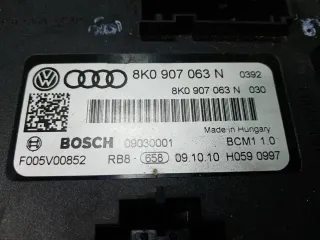 8K0 907 063 N 0392
8K0 907 063 N 030
Made in Hungary
BOSCH 09030001 BCM1 1.0
F005V00852 RB8- 658 09.10.10 H059 0997